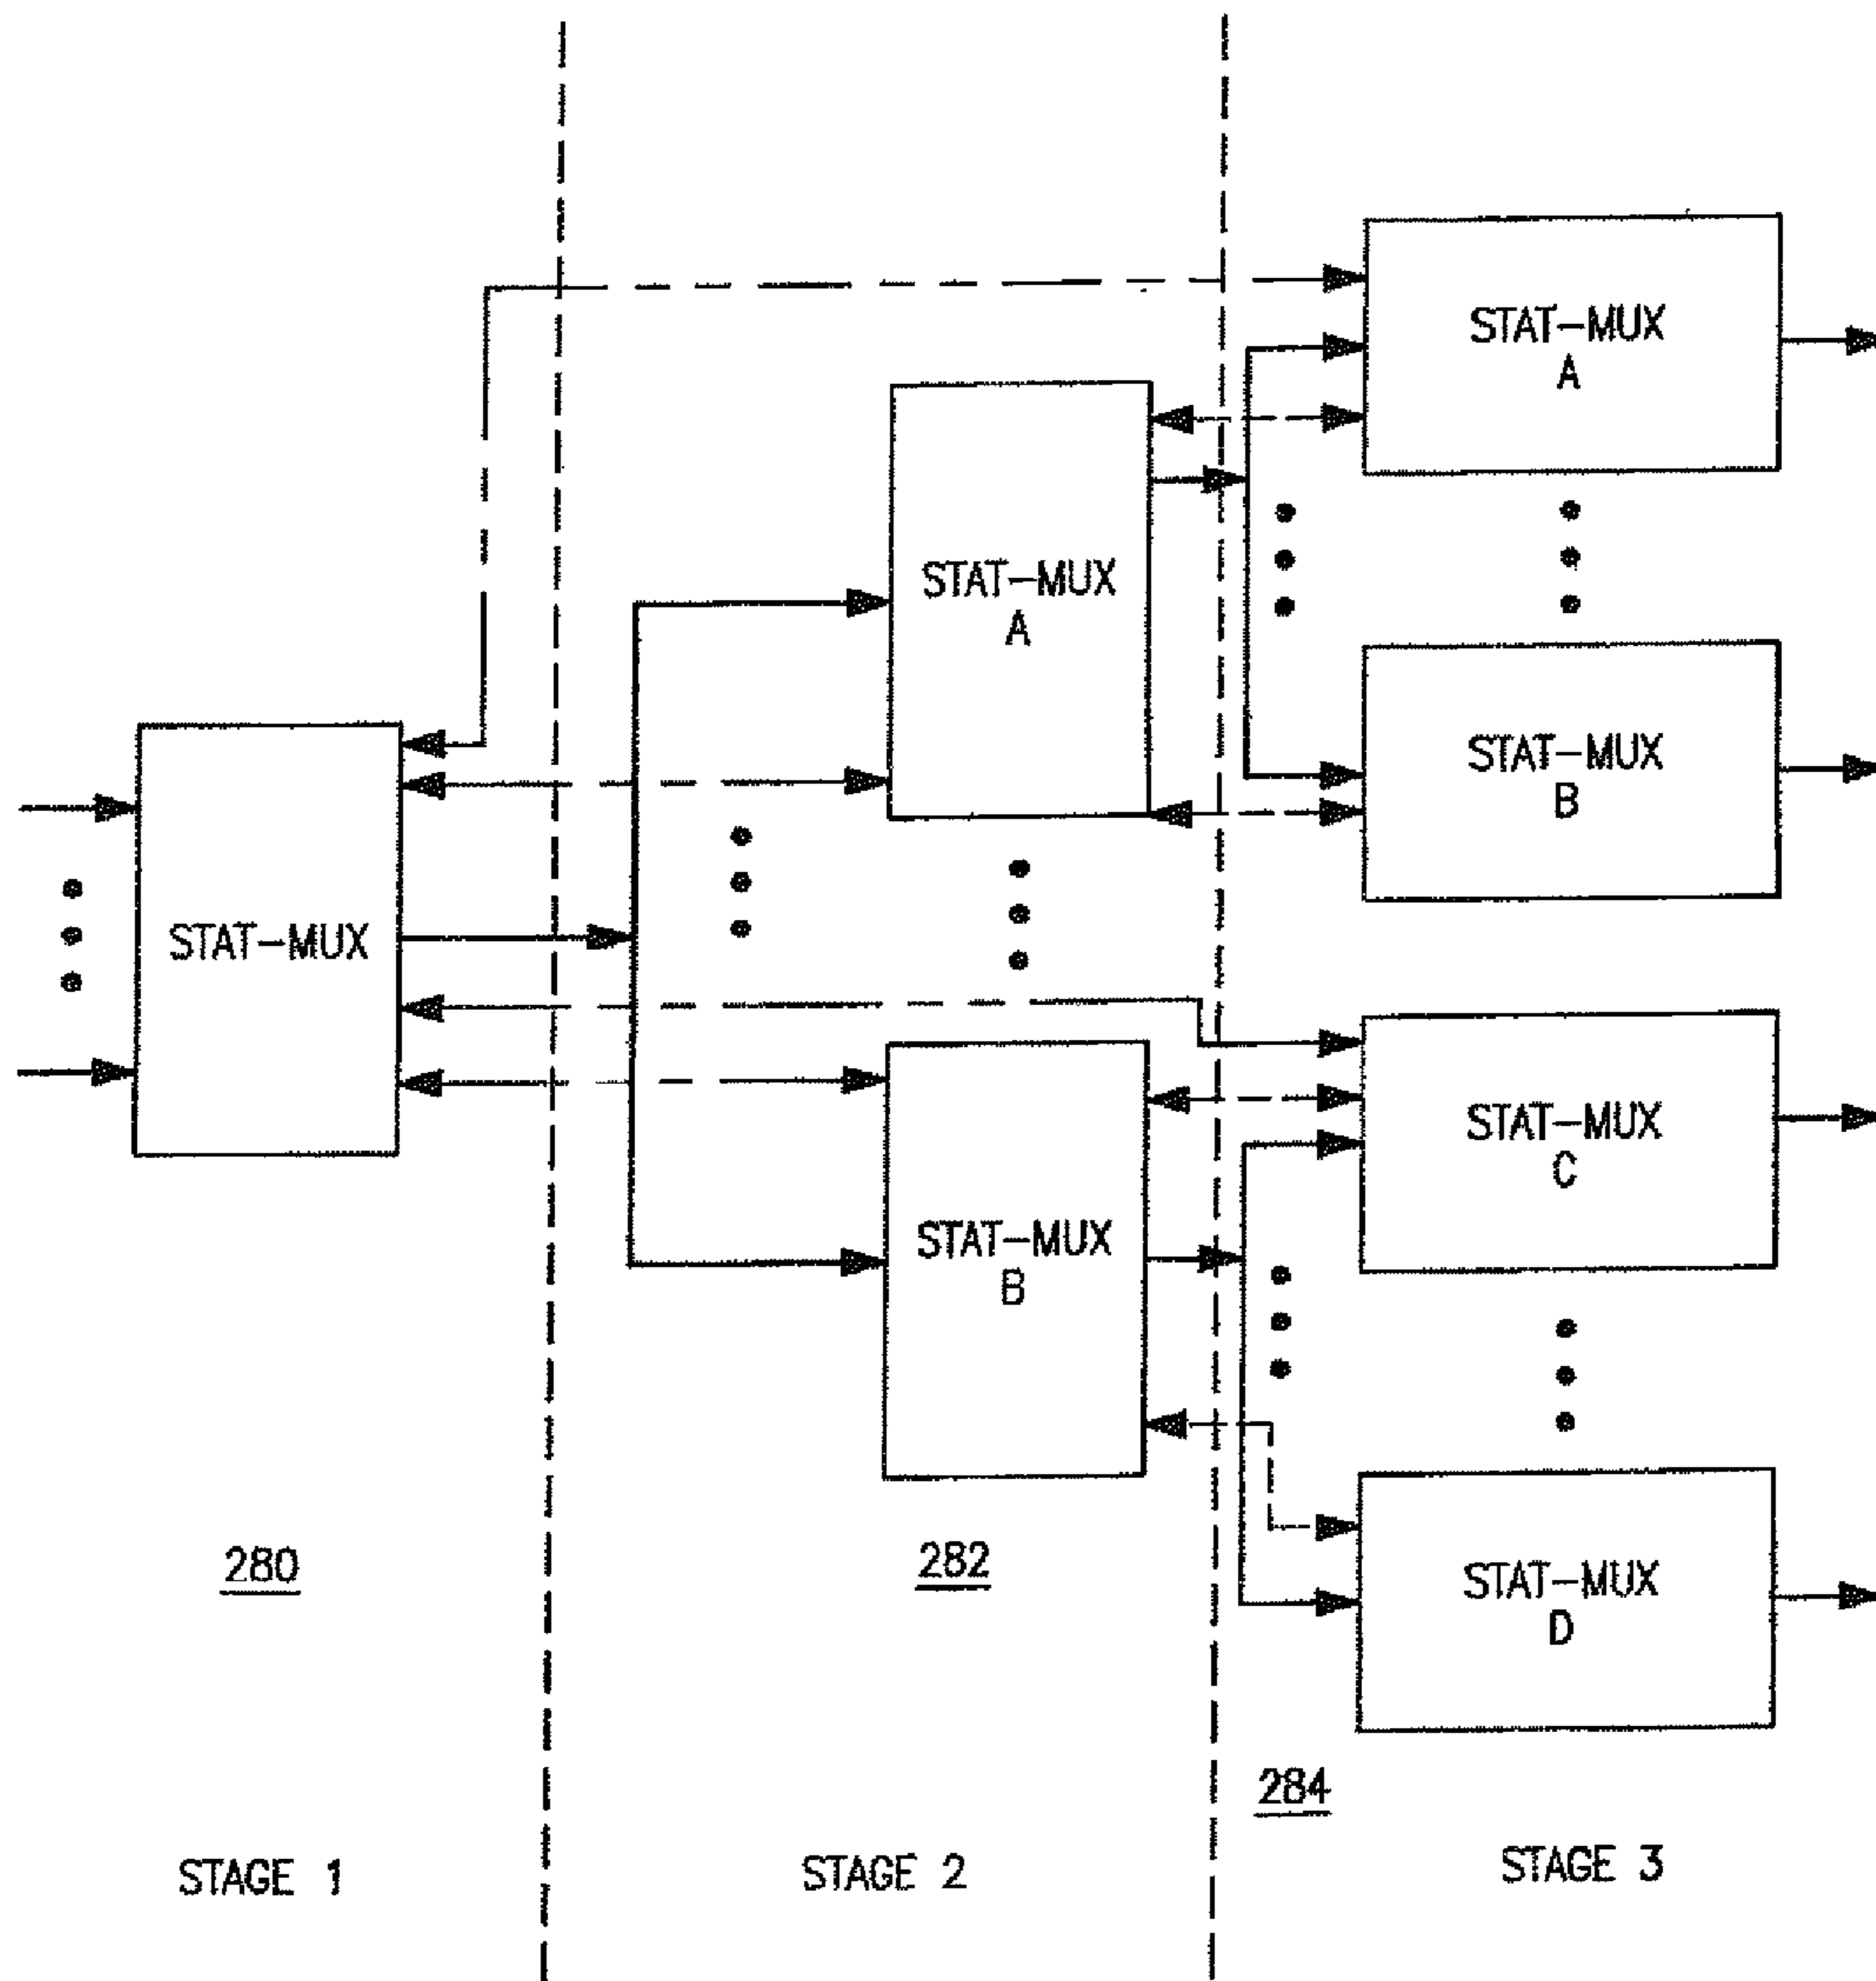 STAT-MUX
A
STAT-MUX
A
STAT-MUX
B
STAT-MUX
STAT-MUX
C
STAT-MUX
B
280
282
STAT-MUX
D
284
STAGE 1
STAGE 2
STAGE 3